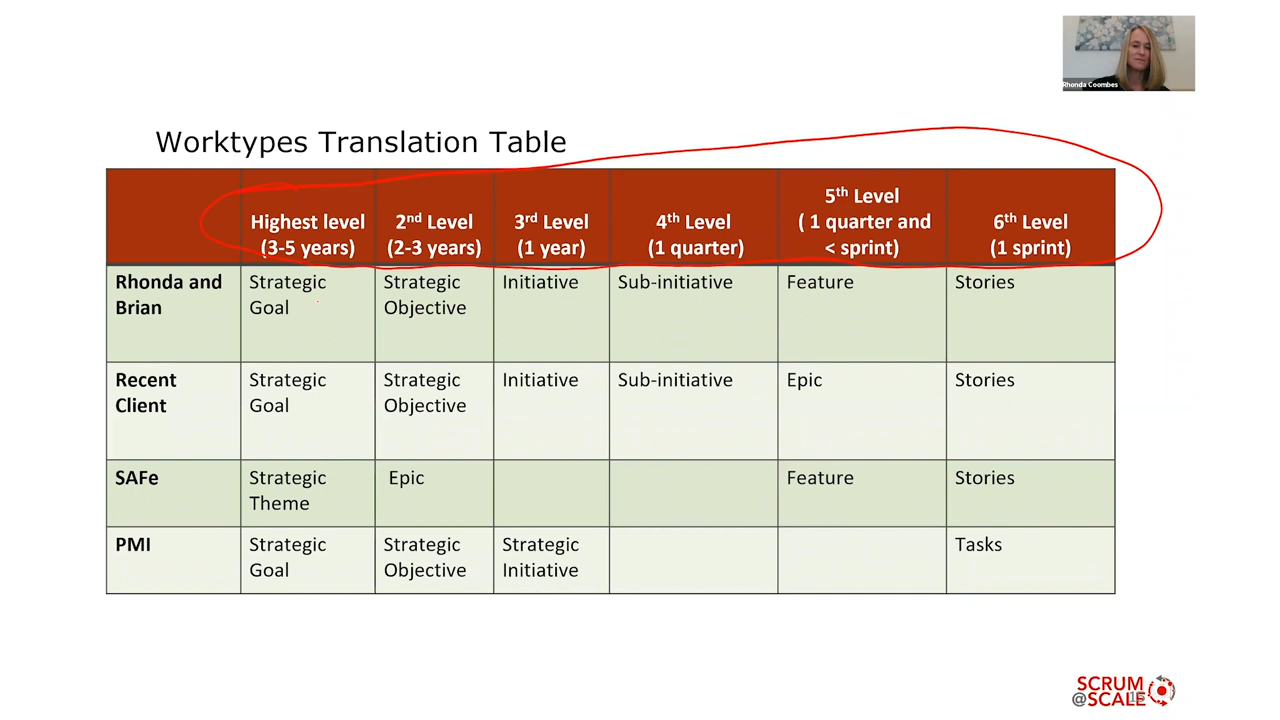 Rhonda Coombes
Worktypes Translation Table
Highest level
(3-5 years)
2nd Level
(2-3 years)
3rd Level
(1 year)
4th Level
(1 quarter)
5th Level
( 1 quarter and
< sprint)
6th Level
(1 sprint)
Rhonda and
Brian
Strategic
Goal
Strategic
Objective
Initiative
Sub-initiative
Feature
Stories
Recent
Client
Strategic
Goal
Strategic
Objective
Initiative
Sub-initiative
Epic
Stories
SAFe
Strategic
Theme
Epic
Feature
Stories
PMI
Strategic
Goal
Strategic
Objective
Strategic
Initiative
Tasks
SCRUM
@SCALE